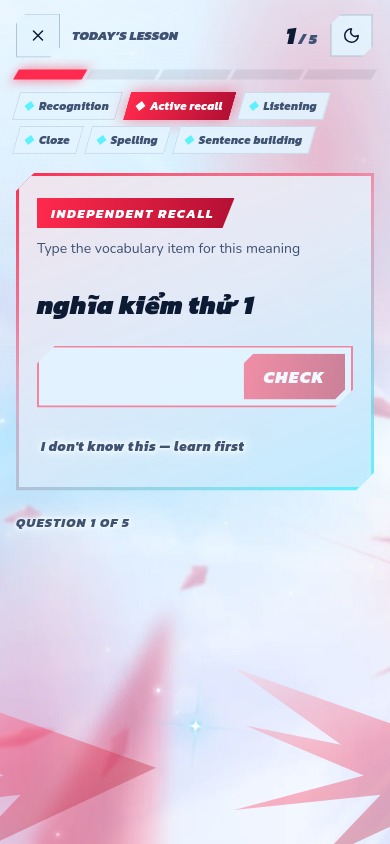 TODAY'S LESSON
1 / 5
Recognition
Active recall
Listening
Cloze
Spelling
Sentence building
INDEPENDENT RECALL
Type the vocabulary item for this meaning
nghĩa kiểm thử 1
CHECK
I don't know this — learn first
QUESTION 1 OF 5